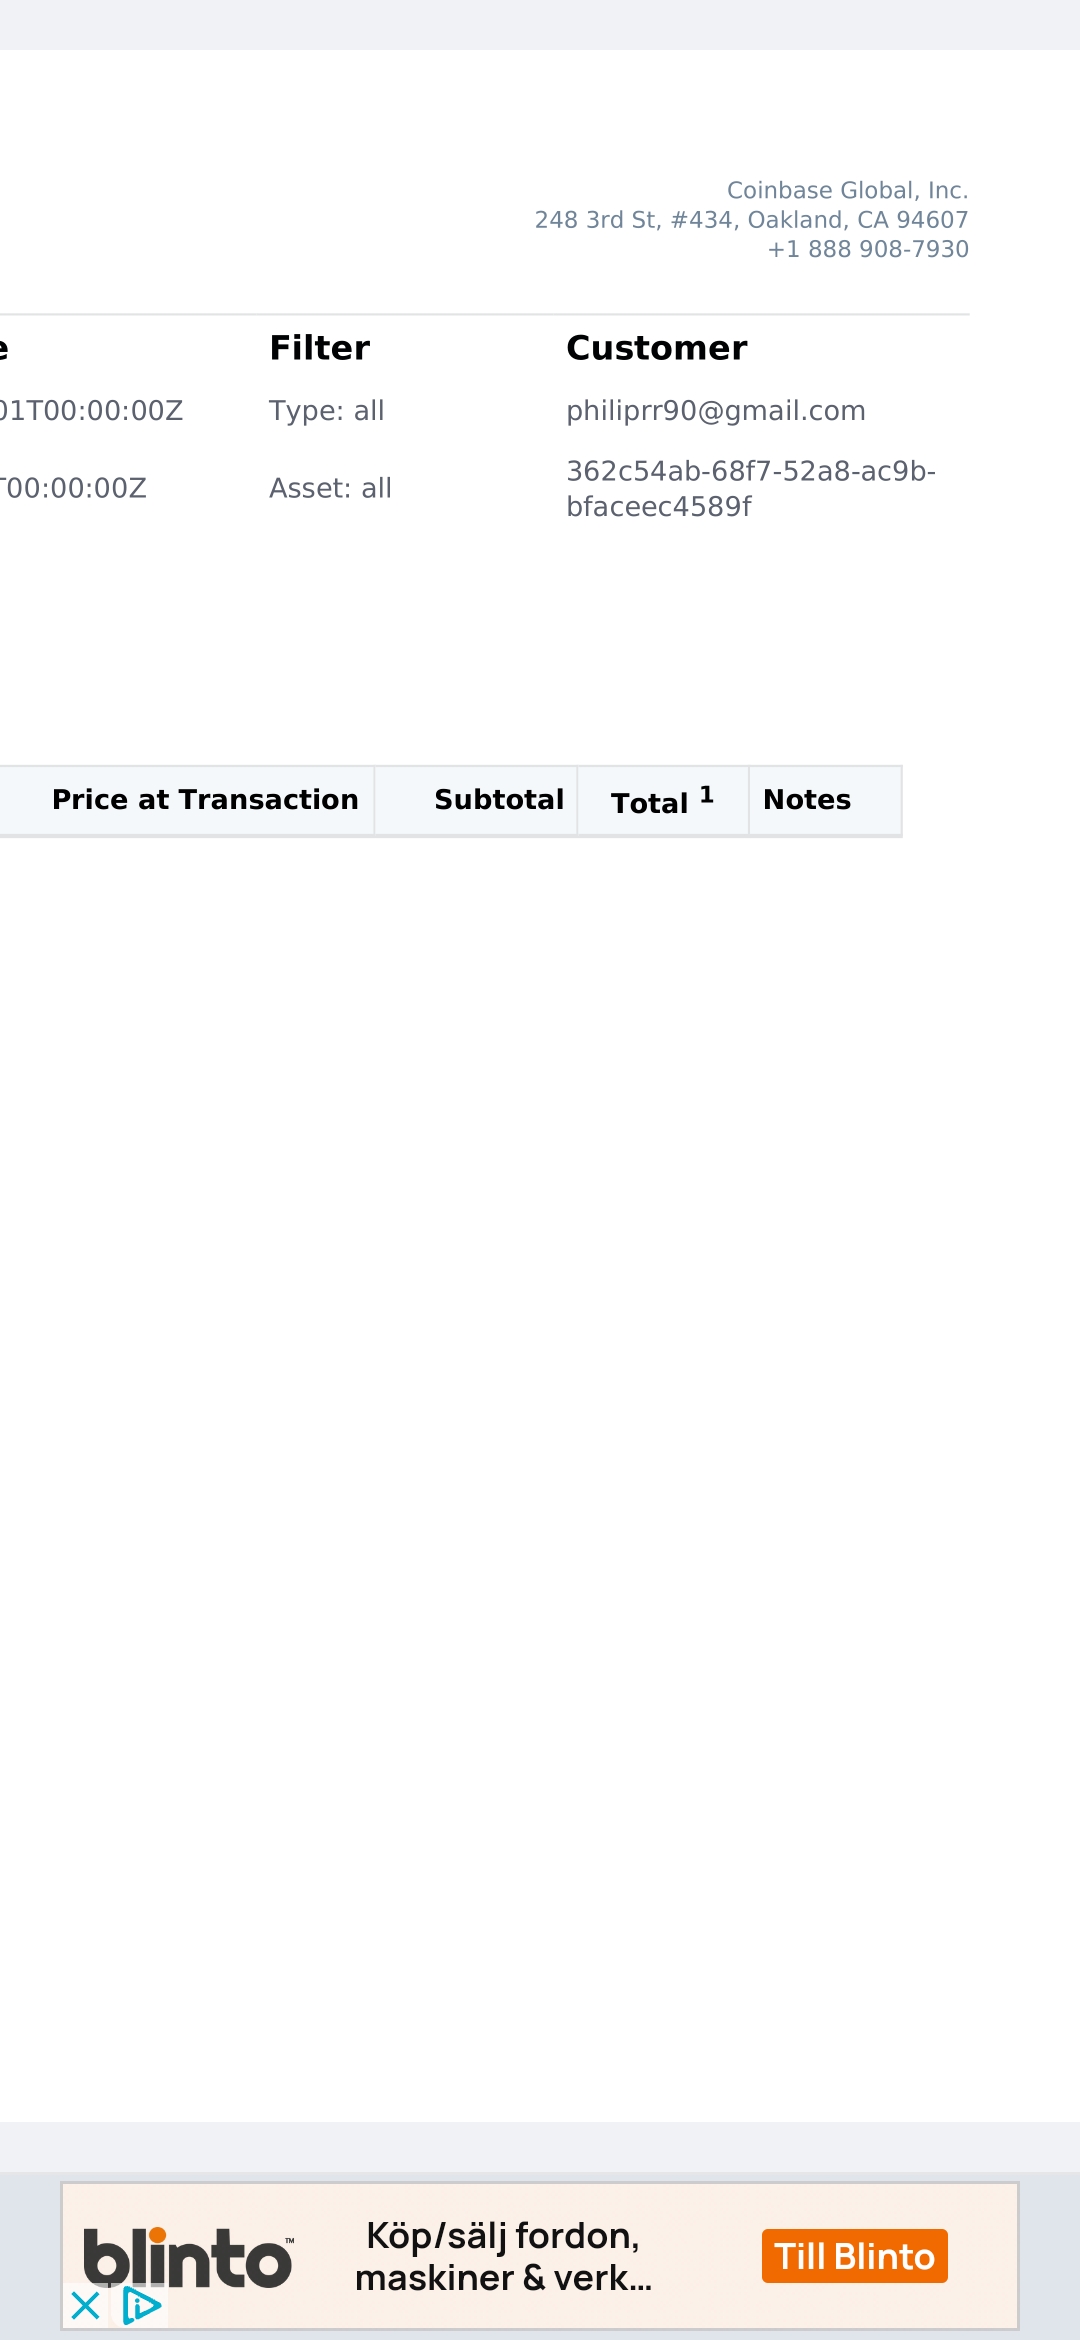 Coinbase Global, Inc.
248 3rd St, #434, Oakland, CA 94607
+1 888 908-7930
e Filter Customer
01T00:00:00Z Type: all philiprr90@gmail.com
T00:00:00Z Asset: all 362c54ab-68f7-52a8-ac9b-
bfaceec4589f
Price at Transaction Subtotal Total 1 Notes
blinto™
Köp/sälj fordon,
maskiner & verk...
Till Blinto